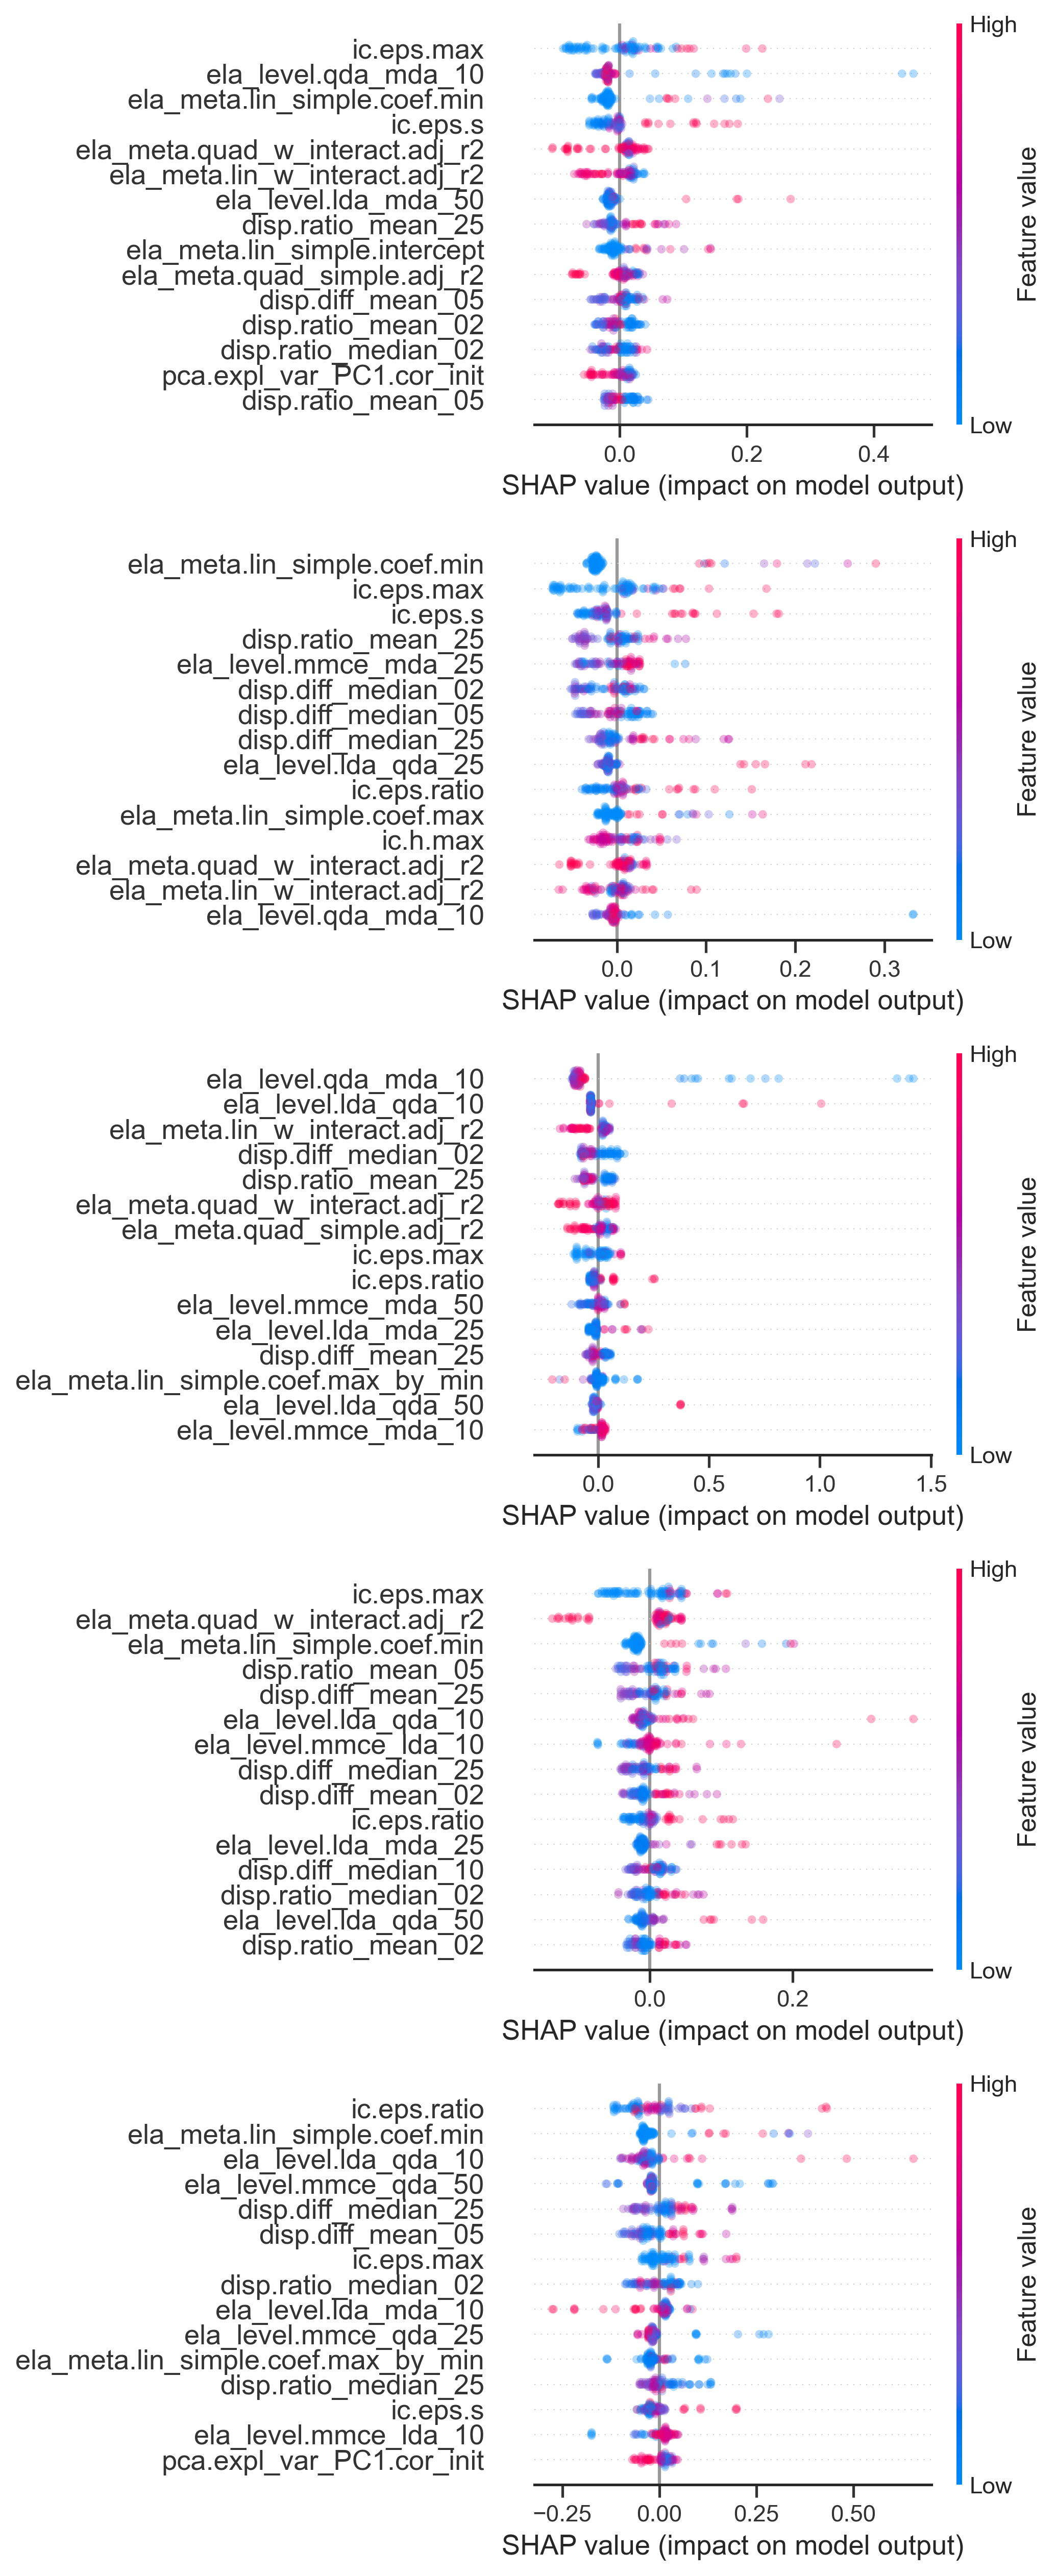 High
ic.eps.max
ela_level.qda_mda_10
ela_meta.lin_simple.coef.min
ic.eps.s
ela_meta.quad_w_interact.adj_r2
ela_meta.lin_w_interact.adj_r2
ela_level.lda_mda_50
disp.ratio_mean_25
ela_meta.lin_simple.intercept
ela_meta.quad_simple.adj_r2
disp.diff_mean_05
disp.ratio_mean_02
disp.ratio_median_02
pca.expl_var_PC1.cor_init
disp.ratio_mean_05
Feature value
Low
0.0 0.2 0.4
SHAP value (impact on model output)
High
ela_meta.lin_simple.coef.min
ic.eps.max
ic.eps.s
disp.ratio_mean_25
ela_level.mmce_mda_25
disp.diff_median_02
disp.diff_median_05
disp.diff_median_25
ela_level.lda_qda_25
ic.eps.ratio
ela_meta.lin_simple.coef.max
ic.h.max
ela_meta.quad_w_interact.adj_r2
ela_meta.lin_w_interact.adj_r2
ela_level.qda_mda_10
Feature value
Low
0.0 0.1 0.2 0.3
SHAP value (impact on model output)
High
ela_level.qda_mda_10
ela_level.lda_qda_10
ela_meta.lin_w_interact.adj_r2
disp.diff_median_02
disp.ratio_mean_25
ela_meta.quad_w_interact.adj_r2
ela_meta.quad_simple.adj_r2
ic.eps.max
ic.eps.ratio
ela_level.mmce_mda_50
ela_level.lda_mda_25
disp.diff_mean_25
ela_meta.lin_simple.coef.max_by_min
ela_level.lda_qda_50
ela_level.mmce_mda_10
Feature value
Low
0.0 0.5 1.0 1.5
SHAP value (impact on model output)
High
ic.eps.max
ela_meta.quad_w_interact.adj_r2
ela_meta.lin_simple.coef.min
disp.ratio_mean_05
disp.diff_mean_25
ela_level.lda_qda_10
ela_level.mmce_lda_10
disp.diff_median_25
disp.diff_mean_02
ic.eps.ratio
ela_level.lda_mda_25
disp.diff_median_10
disp.ratio_median_02
ela_level.lda_qda_50
disp.ratio_mean_02
Feature value
Low
0.0 0.2
SHAP value (impact on model output)
High
ic.eps.ratio
ela_meta.lin_simple.coef.min
ela_level.lda_qda_10
ela_level.mmce_qda_50
disp.diff_median_25
disp.diff_mean_05
ic.eps.max
disp.ratio_median_02
ela_level.lda_mda_10
ela_level.mmce_qda_25
ela_meta.lin_simple.coef.max_by_min
disp.ratio_median_25
ic.eps.s
ela_level.mmce_lda_10
pca.expl_var_PC1.cor_init
Feature value
Low
−0.25 0.00 0.25 0.50
SHAP value (impact on model output)